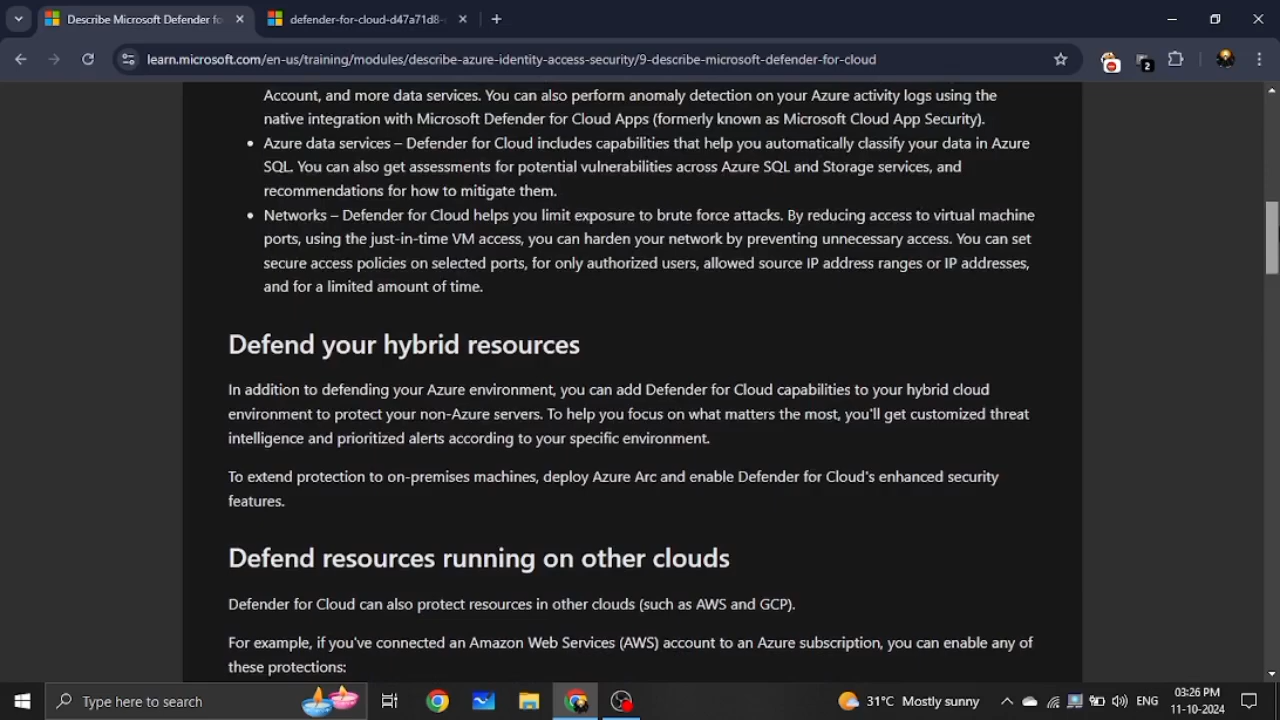 Describe Microsoft Defender fo
defender-for-cloud-d47a71d8-
learn.microsoft.com/en-us/training/modules/describe-azure-identity-access-security/9-describe-microsoft-defender-for-cloud
2
Account, and more data services. You can also perform anomaly detection on your Azure activity logs using the
native integration with Microsoft Defender for Cloud Apps (formerly known as Microsoft Cloud App Security).
• Azure data services – Defender for Cloud includes capabilities that help you automatically classify your data in Azure
SQL. You can also get assessments for potential vulnerabilities across Azure SQL and Storage services, and
recommendations for how to mitigate them.
• Networks – Defender for Cloud helps you limit exposure to brute force attacks. By reducing access to virtual machine
ports, using the just-in-time VM access, you can harden your network by preventing unnecessary access. You can set
secure access policies on selected ports, for only authorized users, allowed source IP address ranges or IP addresses,
and for a limited amount of time.
Defend your hybrid resources
In addition to defending your Azure environment, you can add Defender for Cloud capabilities to your hybrid cloud
environment to protect your non-Azure servers. To help you focus on what matters the most, you'll get customized threat
intelligence and prioritized alerts according to your specific environment.
To extend protection to on-premises machines, deploy Azure Arc and enable Defender for Cloud's enhanced security
features.
Defend resources running on other clouds
Defender for Cloud can also protect resources in other clouds (such as AWS and GCP).
For example, if you've connected an Amazon Web Services (AWS) account to an Azure subscription, you can enable any of
these protections:
Type here to search
31°C Mostly sunny
ENG
03:26 PM
11-10-2024